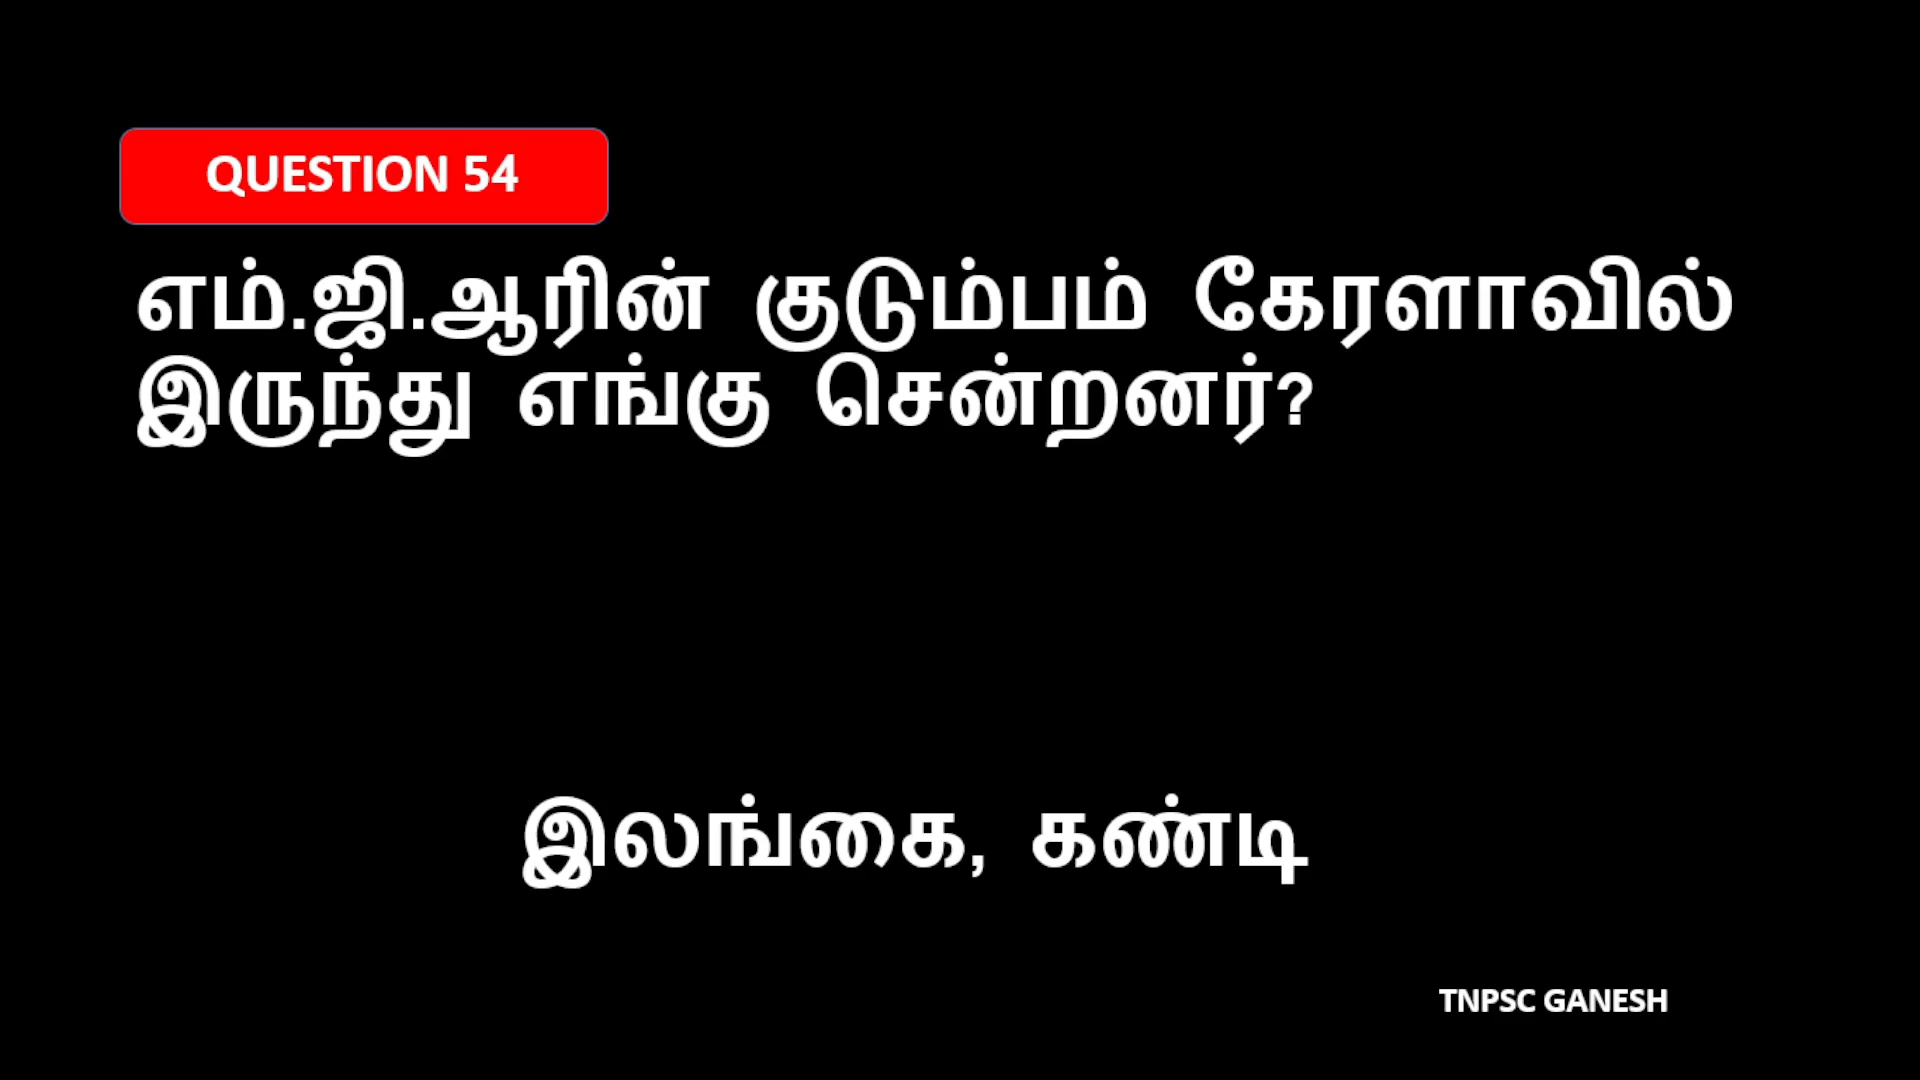 QUESTION 54
எம்.ஜி.ஆரின் குடும்பம் கேரளாவில்
இருந்து எங்கு சென்றனர்?
இலங்கை, கண்டி
TNPSC GANESH